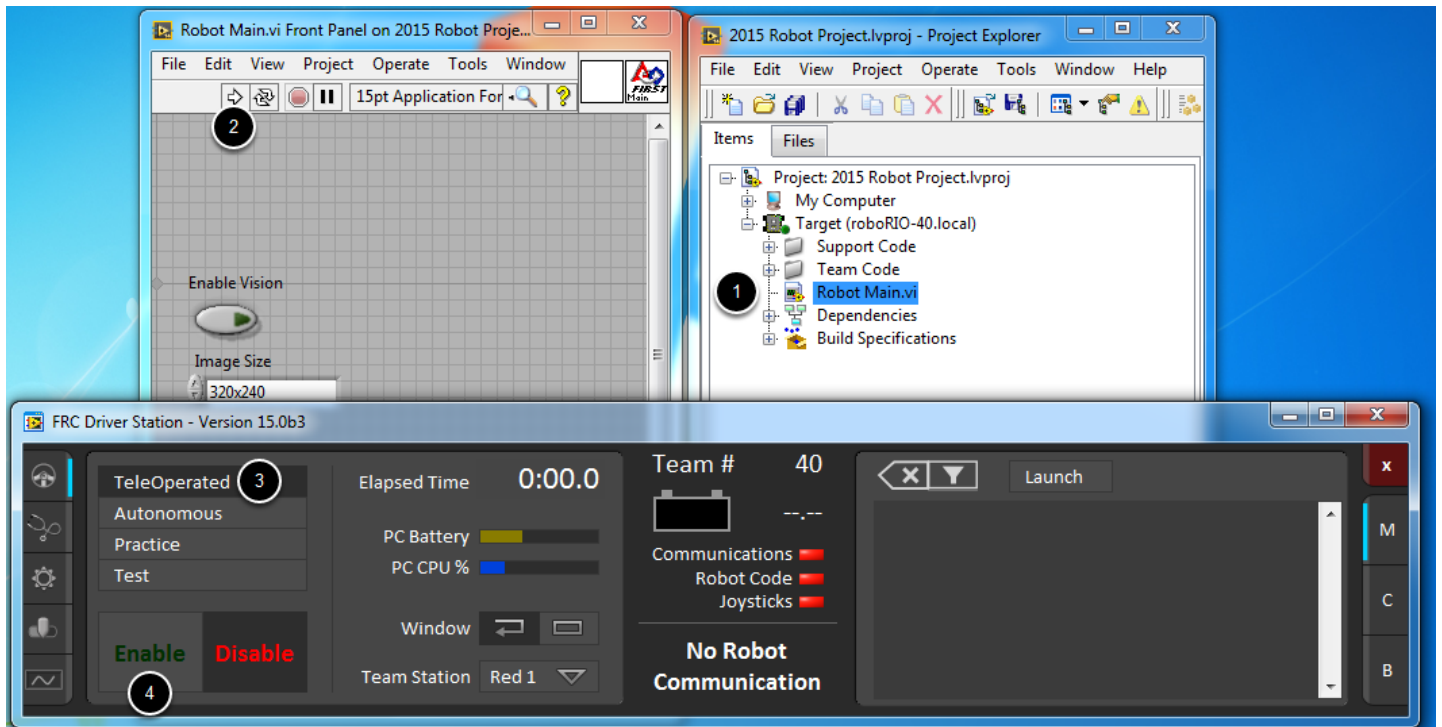 Robot Main.vi Front Panel on 2015 Robot Proje...
File Edit View Project Operate Tools Window
15pt Application For
FIRST
Main
2
Enable Vision
Image Size
320x240
2015 Robot Project.lvproj - Project Explorer
File Edit View Project Operate Tools Window Help
Items Files
Project: 2015 Robot Project.lvproj
My Computer
Target (roboRIO-40.local)
Support Code
Team Code
1
Robot Main.vi
Dependencies
Build Specifications
FRC Driver Station - Version 15.0b3
TeleOperated 3
Autonomous
Practice
Test
Enable Disable
4
Elapsed Time 0:00.0
PC Battery
PC CPU %
Window
Team Station Red 1
Team # 40
--.--
Communications
Robot Code
Joysticks
No Robot
Communication
Launch
X
M
C
B